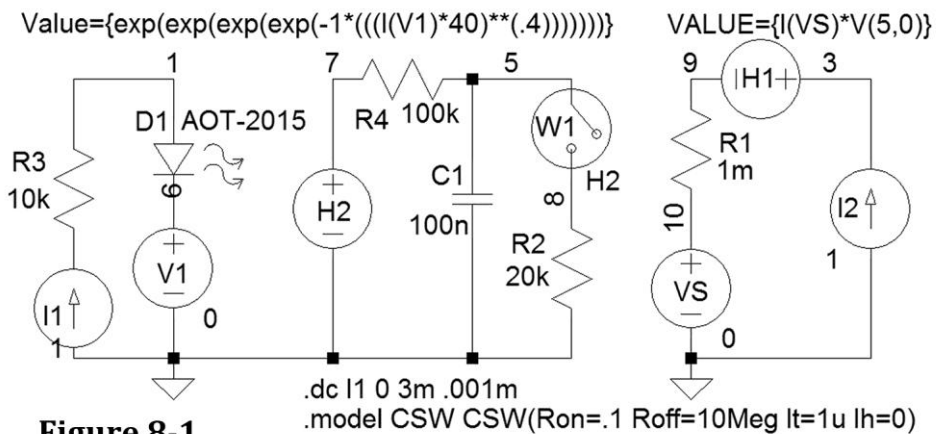 Value={exp(exp(exp(exp(-1*(((I(V1)*40)**(.4)))))))}
VALUE={I(VS)*V(5,0)}
1
7
5
9
H1
3
D1 AOT-2015
R4 100k
W1
R3
10k
6
H2
C1
100n
8
H2
R1
1m
I2
1
R2
20k
10
V1
VS
I1
1
0
0
.dc I1 0 3m .001m
.model CSW CSW(Ron=.1 Roff=10Meg It=1u Ih=0)
Figure 8-1